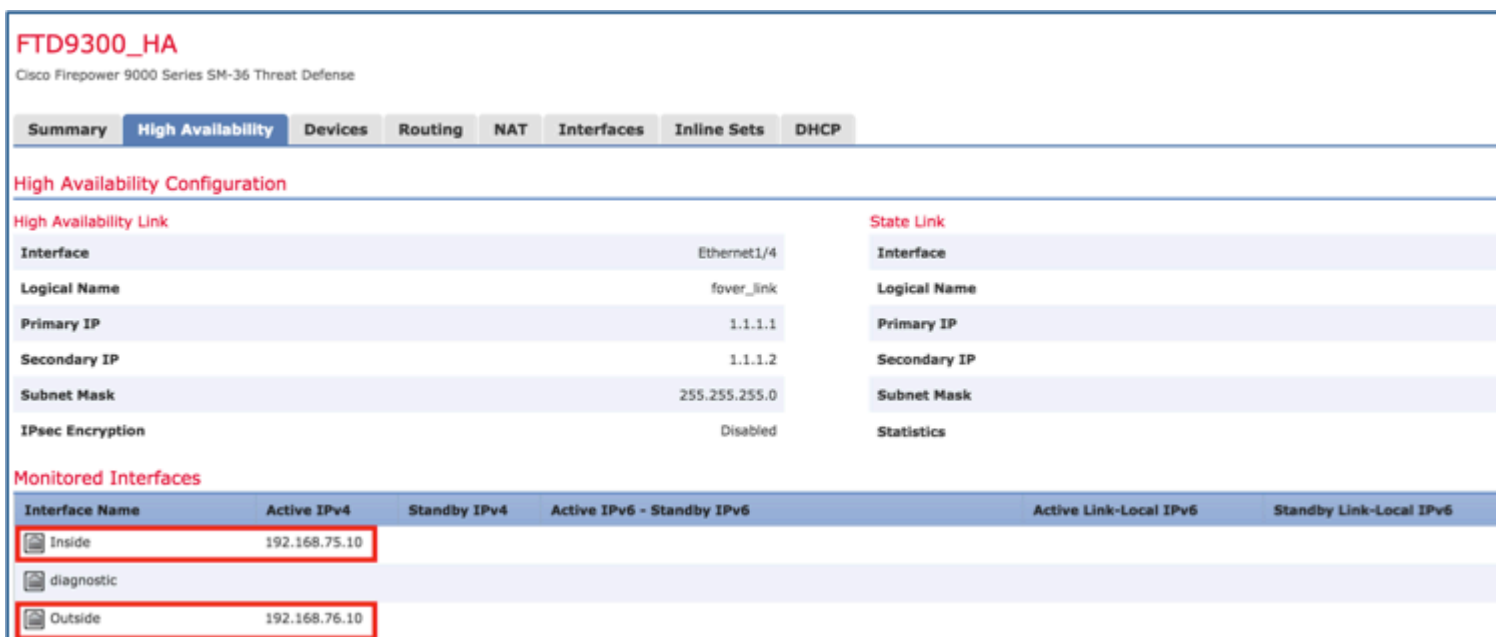 FTD9300_HA
Cisco Firepower 9000 Series SM-36 Threat Defense
Summary High Availability Devices Routing NAT Interfaces Inline Sets DHCP
High Availability Configuration
High Availability Link State Link
Interface Ethernet1/4 Interface
Logical Name fover_link Logical Name
Primary IP 1.1.1.1 Primary IP
Secondary IP 1.1.1.2 Secondary IP
Subnet Mask 255.255.255.0 Subnet Mask
IPsec Encryption Disabled Statistics
Monitored Interfaces
Interface Name Active IPv4 Standby IPv4 Active IPv6 - Standby IPv6 Active Link-Local IPv6 Standby Link-Local IPv6
Inside 192.168.75.10
diagnostic
Outside 192.168.76.10